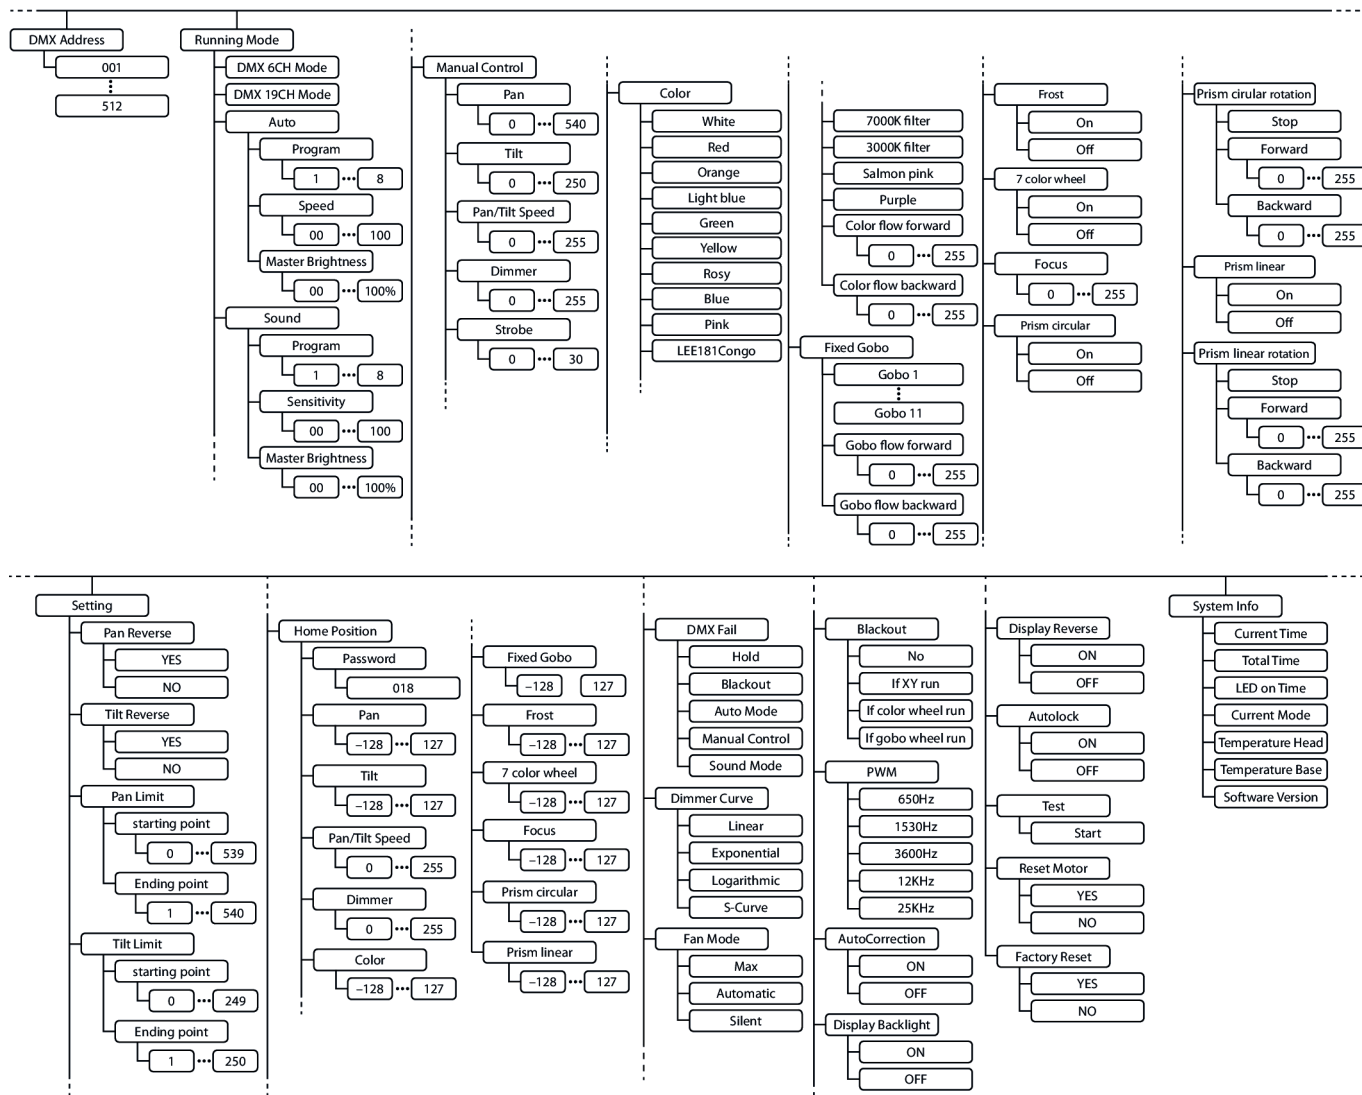 DMX Address
001
512
Running Mode
DMX 6CH Mode
DMX 19CH Mode
Auto
Program
1 ••• 8
Speed
00 ••• 100
Master Brightness
00 ••• 100%
Sound
Program
1 ••• 8
Sensitivity
00 ••• 100
Master Brightness
00 ••• 100%
Manual Control
Pan
0 ••• 540
Tilt
0 ••• 250
Pan/Tilt Speed
0 ••• 255
Dimmer
0 ••• 255
Strobe
0 ••• 30
Color
White
Red
Orange
Light blue
Green
Yellow
Rosy
Blue
Pink
LEE181Congo
7000K filter
3000K filter
Salmon pink
Purple
Color flow forward
0 ••• 255
Color flow backward
0 ••• 255
Fixed Gobo
Gobo 1
Gobo 11
Gobo flow forward
0 ••• 255
Gobo flow backward
0 ••• 255
Frost
On
Off
7 color wheel
On
Off
Focus
0 ••• 255
Prism circular
On
Off
Prism cirular rotation
Stop
Forward
0 ••• 255
Backward
0 ••• 255
Prism linear
On
Off
Prism linear rotation
Stop
Forward
0 ••• 255
Backward
0 ••• 255
Setting
Pan Reverse
YES
NO
Tilt Reverse
YES
NO
Pan Limit
starting point
0 ••• 539
Ending point
1 ••• 540
Tilt Limit
starting point
0 ••• 249
Ending point
1 ••• 250
Home Position
Password
018
Pan
–128 ••• 127
Tilt
–128 ••• 127
Pan/Tilt Speed
0 ••• 255
Dimmer
0 ••• 255
Color
–128 ••• 127
Fixed Gobo
–128 127
Frost
–128 ••• 127
7 color wheel
–128 ••• 127
Focus
–128 ••• 127
Prism circular
–128 ••• 127
Prism linear
–128 ••• 127
DMX Fail
Hold
Blackout
Auto Mode
Manual Control
Sound Mode
Dimmer Curve
Linear
Exponential
Logarithmic
S-Curve
Fan Mode
Max
Automatic
Silent
Blackout
No
If XY run
If color wheel run
If gobo wheel run
PWM
650Hz
1530Hz
3600Hz
12KHz
25KHz
AutoCorrection
ON
OFF
Display Backlight
ON
OFF
Display Reverse
ON
OFF
Autolock
ON
OFF
Test
Start
Reset Motor
YES
NO
Factory Reset
YES
NO
System Info
Current Time
Total Time
LED on Time
Current Mode
Temperature Head
Temperature Base
Software Version